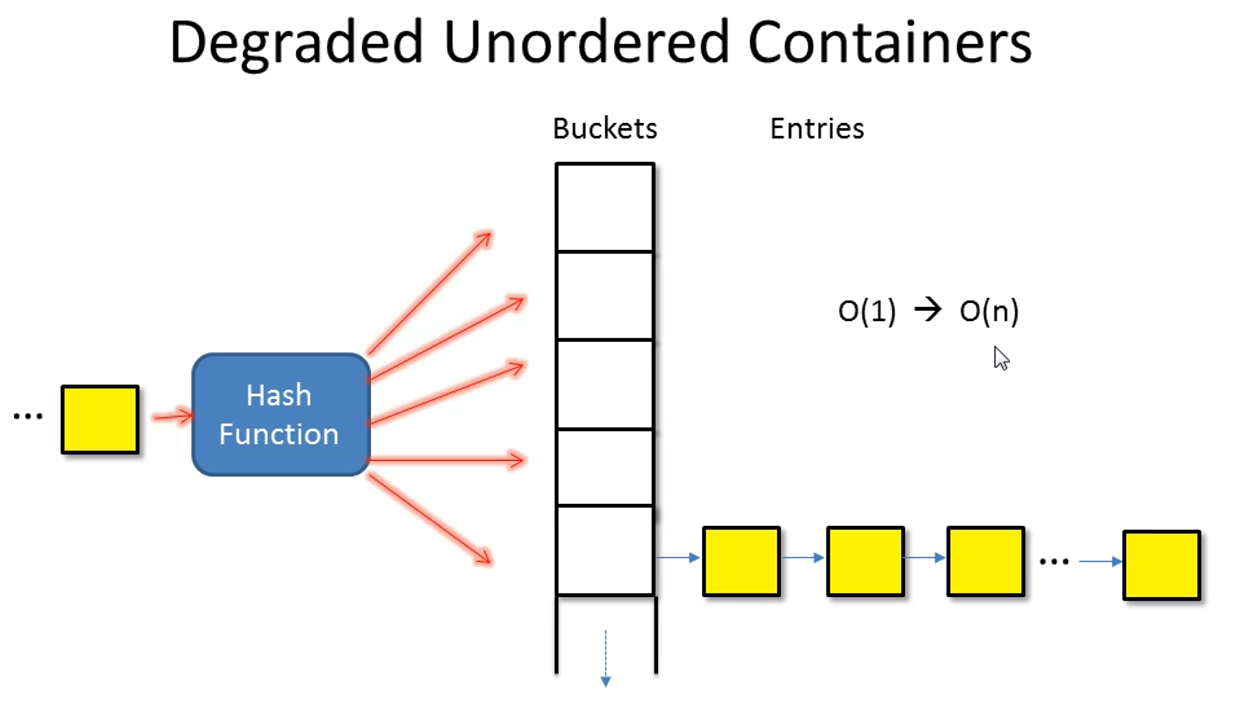 Degraded Unordered Containers
Buckets
Entries
O(1) → O(n)
...
Hash
Function
...